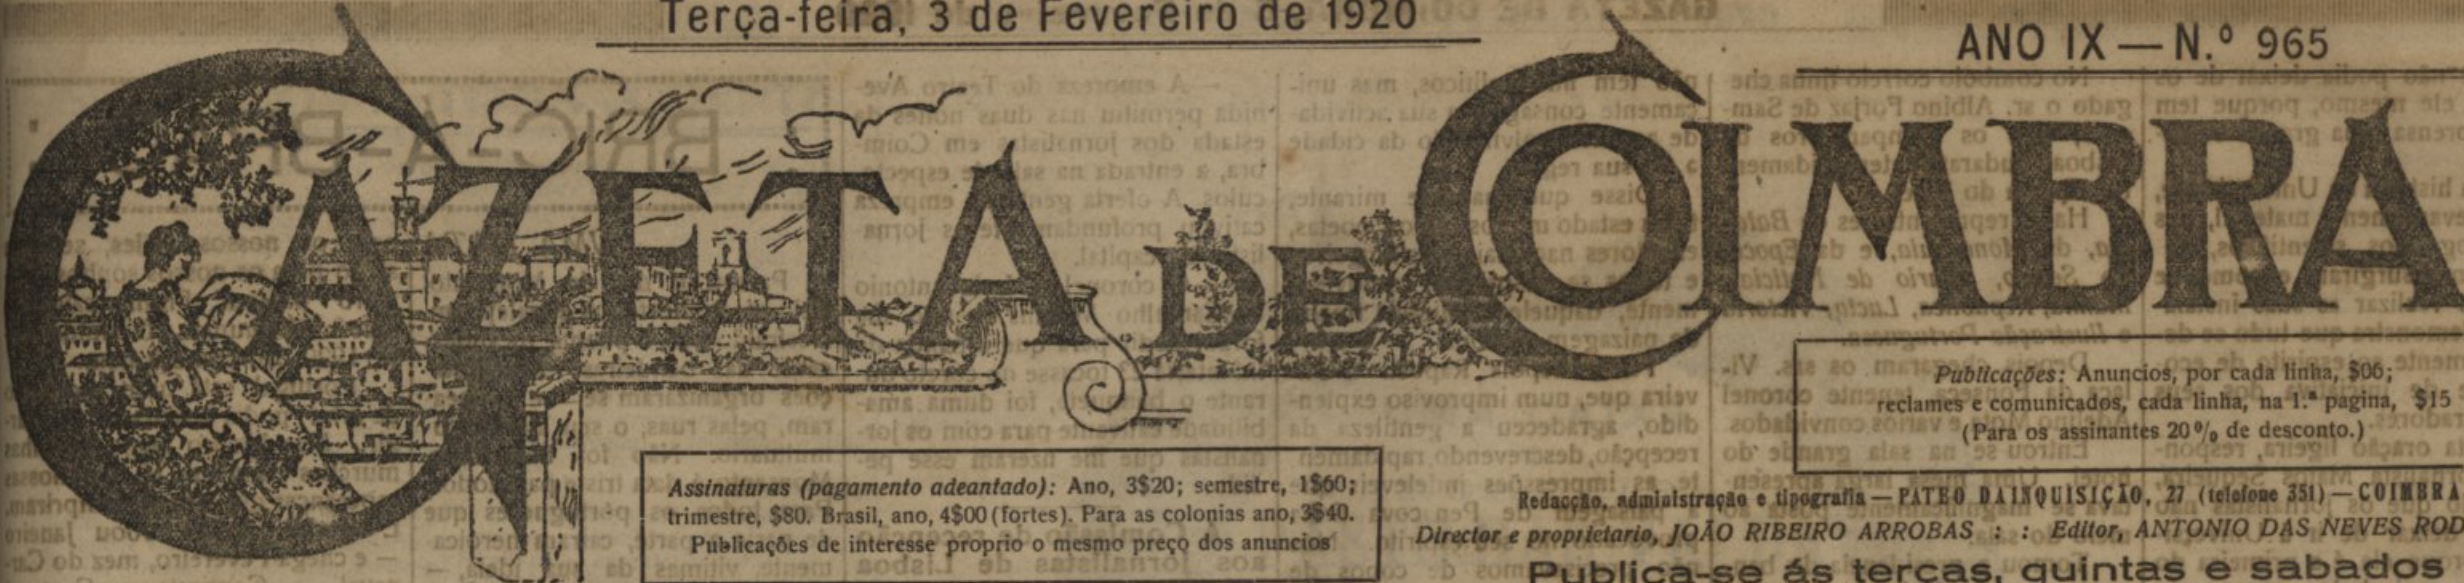 Terça-feira, 3 de Fevereiro de 1920
ANO IX — N.º 965
GAZETA DE COIMBRA
Publicações: Anuncios, por cada linha, $06;
reclames e comunicados, cada linha, na 1.ª pagina, $15
(Para os assinantes 20% de desconto.)
Assinaturas (pagamento adeantado): Ano, 3$20; semestre, 1$60;
trimestre, $80. Brasil, ano, 4$00 (fortes). Para as colonias ano, 3$40.
Publicações de interesse proprio o mesmo preço dos anuncios
Redacção, administração e tipografia — PATEO DA INQUISIÇÃO, 27 (telefone 351) — COIMBRA
Director e proprietario, JOÃO RIBEIRO ARROBAS : : Editor, ANTONIO DAS NEVES ROD
Publica-se ás terças, quintas e sabados